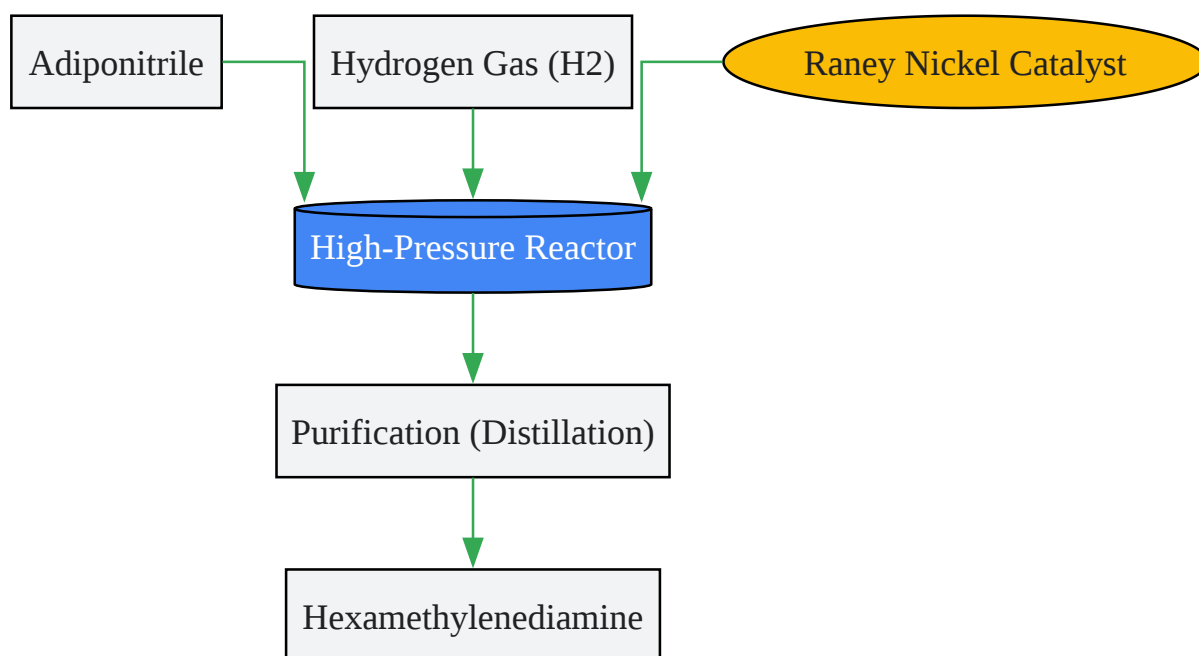 Adiponitrile
Hydrogen Gas (H2)
Raney Nickel Catalyst
High-Pressure Reactor
Purification (Distillation)
Hexamethylenediamine